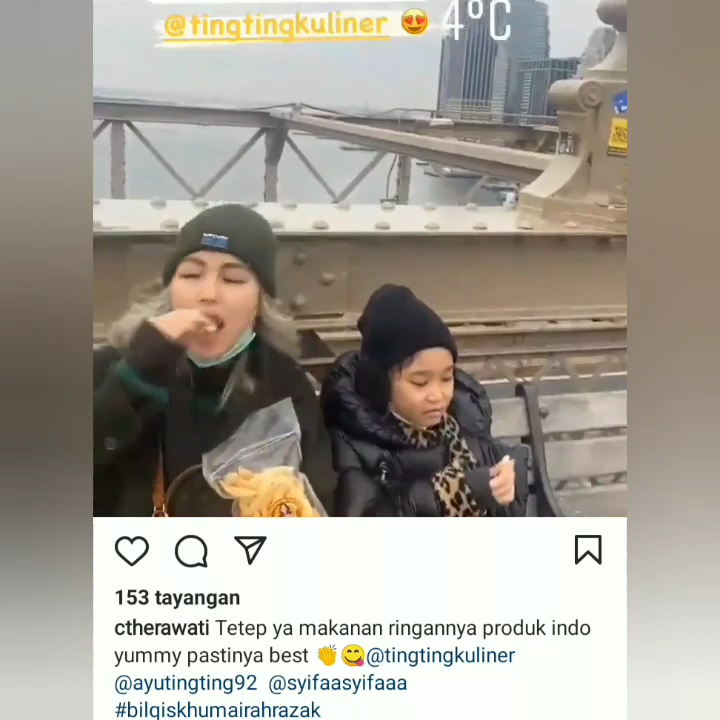 @tingtingkuliner 😍 4°C
153 tayangan
ctherawati Tetep ya makanan ringannya produk indo
yummy pastinya best 👏😋@tingtingkuliner
@ayutingting92 @syifaasyifaaa
#bilqiskhumairahrazak